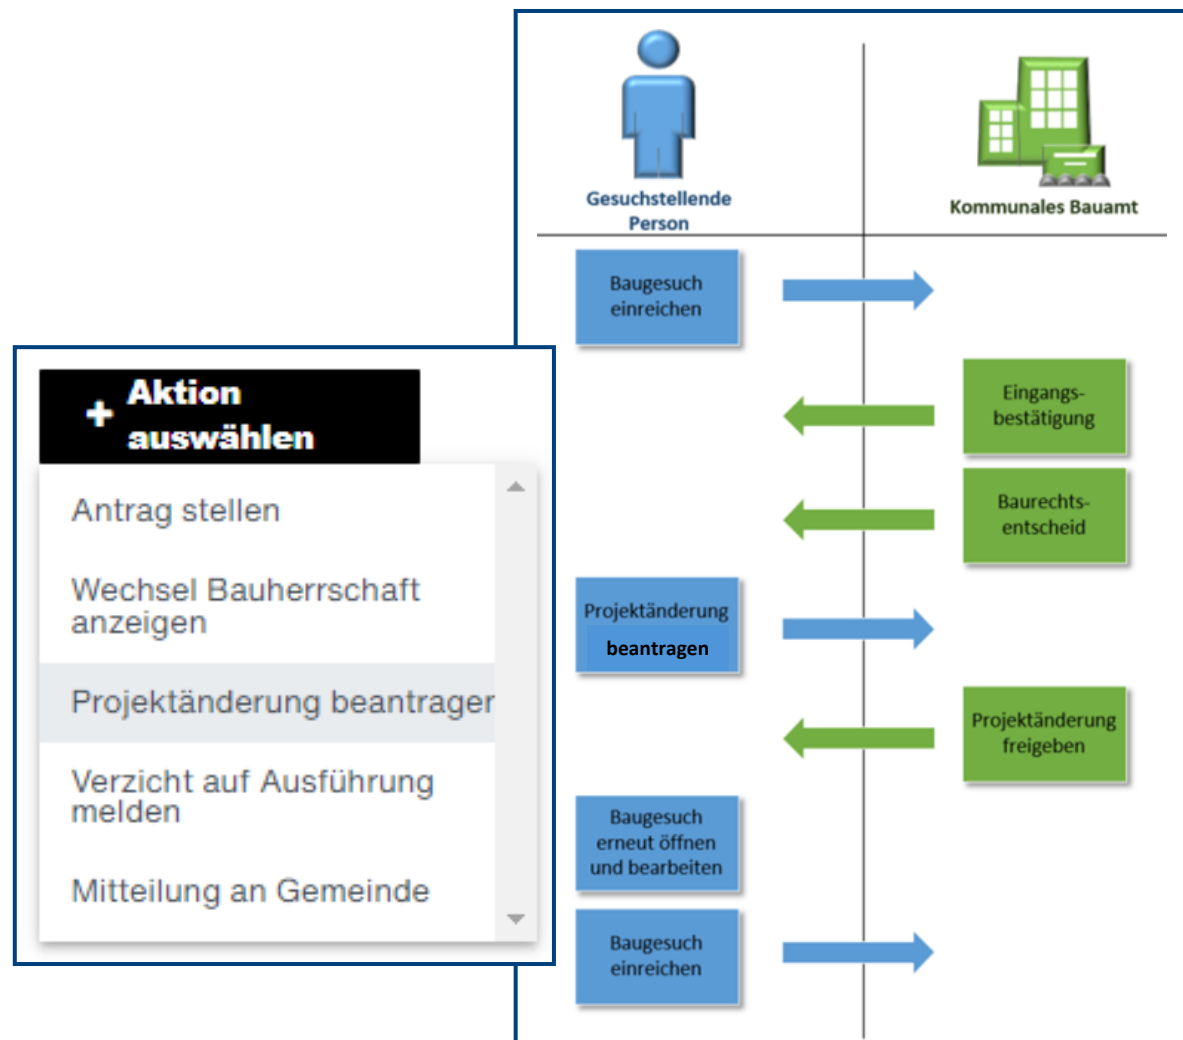 Gesuchstellende
Person
Kommunales Bauamt
Baugesuch
einreichen
Eingangs-
bestätigung
Baurechts-
entscheid
Projektänderung
beantragen
Projektänderung
freigeben
Baugesuch
erneut öffnen
und bearbeiten
Baugesuch
einreichen
+ Aktion
auswählen
Antrag stellen
Wechsel Bauherrschaft
anzeigen
Projektänderung beantragen
Verzicht auf Ausführung
melden
Mitteilung an Gemeinde